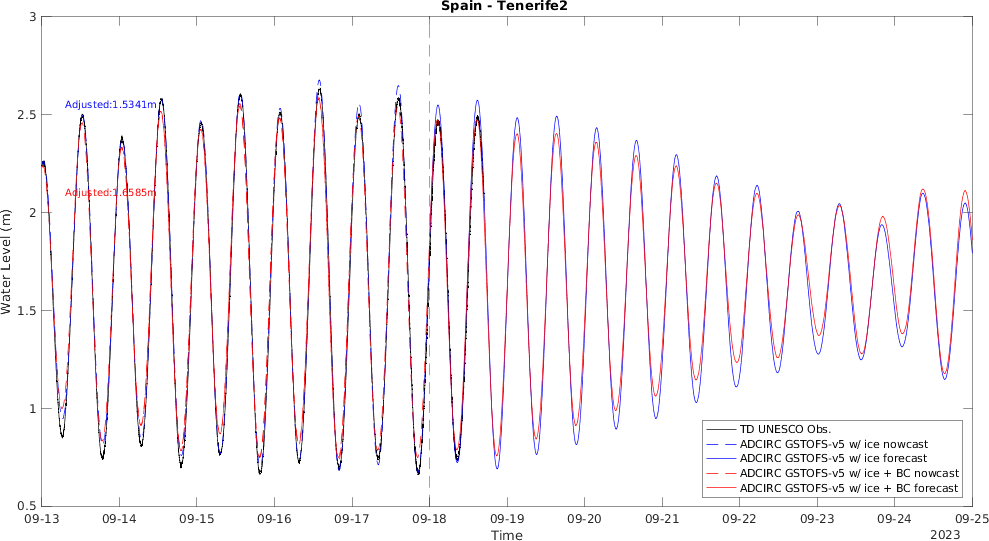 Spain - Tenerife2
3
2.5
2
1.5
1
0.5
Water Level (m)
Adjusted:1.5341m
Adjusted:1.6585m
TD UNESCO Obs.
ADCIRC GSTOFS-v5 w/ ice nowcast
ADCIRC GSTOFS-v5 w/ ice forecast
ADCIRC GSTOFS-v5 w/ ice + BC nowcast
ADCIRC GSTOFS-v5 w/ ice + BC forecast
09-13 09-14 09-15 09-16 09-17 09-18 09-19 09-20 09-21 09-22 09-23 09-24 09-25
Time
2023